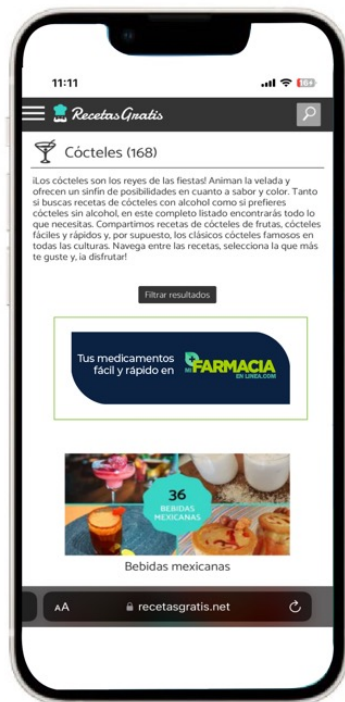 11:11
RecetasGratis
Cócteles (168)
¡Los cócteles son los reyes de las fiestas! Animan la velada y
ofrecen un sinfín de posibilidades en cuanto a sabor y color. Tanto
si buscas recetas de cócteles con alcohol como si prefieres
cócteles sin alcohol, en este completo listado encontrarás todo lo
que necesitas. Compartimos recetas de cócteles de frutas, cócteles
fáciles y rápidos y, por supuesto, los clásicos cócteles famosos en
todas las culturas. Navega entre las recetas, selecciona la que más
te guste y, ¡a disfrutar!
Filtrar resultados
Tus medicamentos
fácil y rápido en
MI FARMACIA
EN LINEA.COM
36
BEBIDAS
MEXICANAS
Bebidas mexicanas
AA
recetasgratis.net